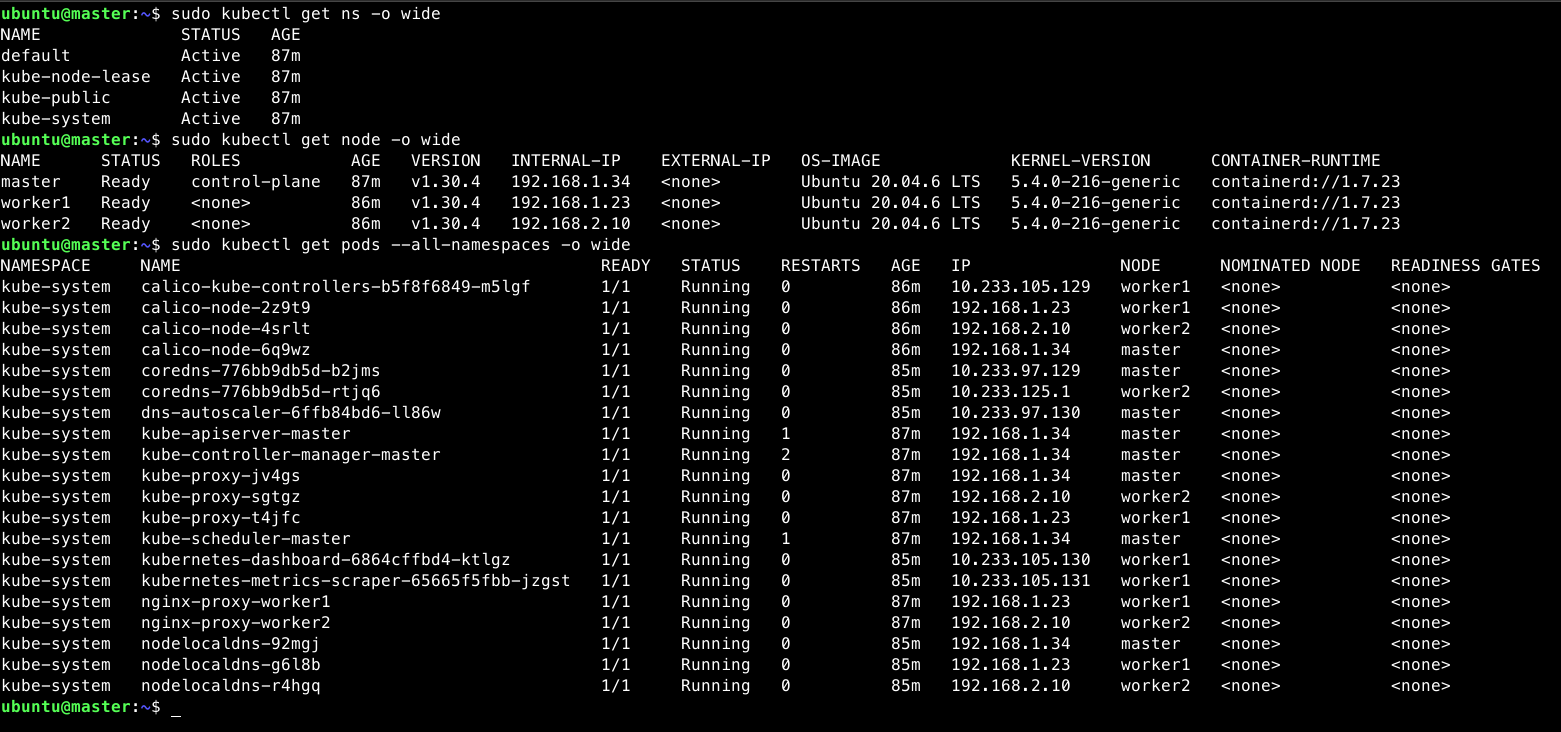 ubuntu@master:~$ sudo kubectl get ns -o wide
NAME              STATUS   AGE
default           Active   87m
kube-node-lease   Active   87m
kube-public       Active   87m
kube-system       Active   87m
ubuntu@master:~$ sudo kubectl get node -o wide
NAME      STATUS   ROLES           AGE   VERSION   INTERNAL-IP    EXTERNAL-IP   OS-IMAGE             KERNEL-VERSION      CONTAINER-RUNTIME
master    Ready    control-plane   87m   v1.30.4   192.168.1.34   <none>        Ubuntu 20.04.6 LTS   5.4.0-216-generic   containerd://1.7.23
worker1   Ready    <none>          86m   v1.30.4   192.168.1.23   <none>        Ubuntu 20.04.6 LTS   5.4.0-216-generic   containerd://1.7.23
worker2   Ready    <none>          86m   v1.30.4   192.168.2.10   <none>        Ubuntu 20.04.6 LTS   5.4.0-216-generic   containerd://1.7.23
ubuntu@master:~$ sudo kubectl get pods --all-namespaces -o wide
NAMESPACE     NAME                                          READY   STATUS    RESTARTS   AGE   IP               NODE      NOMINATED NODE   READINESS GATES
kube-system   calico-kube-controllers-b5f8f6849-m5lgf       1/1     Running   0          86m   10.233.105.129   worker1   <none>           <none>
kube-system   calico-node-2z9t9                             1/1     Running   0          86m   192.168.1.23     worker1   <none>           <none>
kube-system   calico-node-4srlt                             1/1     Running   0          86m   192.168.2.10     worker2   <none>           <none>
kube-system   calico-node-6q9wz                             1/1     Running   0          86m   192.168.1.34     master    <none>           <none>
kube-system   coredns-776bb9db5d-b2jms                      1/1     Running   0          85m   10.233.97.129    master    <none>           <none>
kube-system   coredns-776bb9db5d-rtjq6                      1/1     Running   0          85m   10.233.125.1     worker2   <none>           <none>
kube-system   dns-autoscaler-6ffb84bd6-ll86w                1/1     Running   0          85m   10.233.97.130    master    <none>           <none>
kube-system   kube-apiserver-master                         1/1     Running   1          87m   192.168.1.34     master    <none>           <none>
kube-system   kube-controller-manager-master                1/1     Running   2          87m   192.168.1.34     master    <none>           <none>
kube-system   kube-proxy-jv4gs                              1/1     Running   0          87m   192.168.1.34     master    <none>           <none>
kube-system   kube-proxy-sgtgz                              1/1     Running   0          87m   192.168.2.10     worker2   <none>           <none>
kube-system   kube-proxy-t4jfc                              1/1     Running   0          87m   192.168.1.23     worker1   <none>           <none>
kube-system   kube-scheduler-master                         1/1     Running   1          87m   192.168.1.34     master    <none>           <none>
kube-system   kubernetes-dashboard-6864cffbd4-ktlgz         1/1     Running   0          85m   10.233.105.130   worker1   <none>           <none>
kube-system   kubernetes-metrics-scraper-65665f5fbb-jzgst   1/1     Running   0          85m   10.233.105.131   worker1   <none>           <none>
kube-system   nginx-proxy-worker1                           1/1     Running   0          87m   192.168.1.23     worker1   <none>           <none>
kube-system   nginx-proxy-worker2                           1/1     Running   0          87m   192.168.2.10     worker2   <none>           <none>
kube-system   nodelocaldns-92mgj                            1/1     Running   0          85m   192.168.1.34     master    <none>           <none>
kube-system   nodelocaldns-g6l8b                            1/1     Running   0          85m   192.168.1.23     worker1   <none>           <none>
kube-system   nodelocaldns-r4hgq                            1/1     Running   0          85m   192.168.2.10     worker2   <none>           <none>
ubuntu@master:~$ _